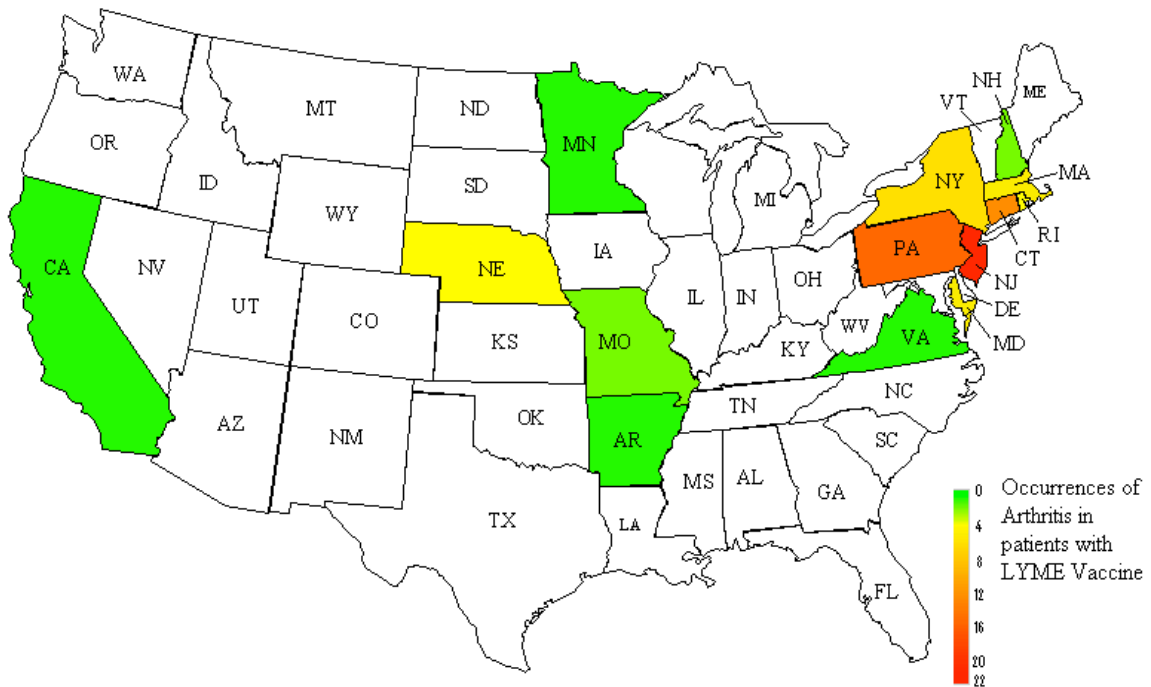 WA
MT
ND
MN
NH
VT
ME
OR
ID
SD
WY
MI
NY
MA
RI
CT
CA
NV
NE
IA
PA
NJ
DE
MD
UT
CO
IL
IN
OH
WV
VA
KS
MO
KY
AZ
NM
OK
AR
TN
NC
SC
MS
AL
GA
TX
LA
FL
0
4
8
12
16
20
22
Occurrences of
Arthritis in
patients with
LYME Vaccine